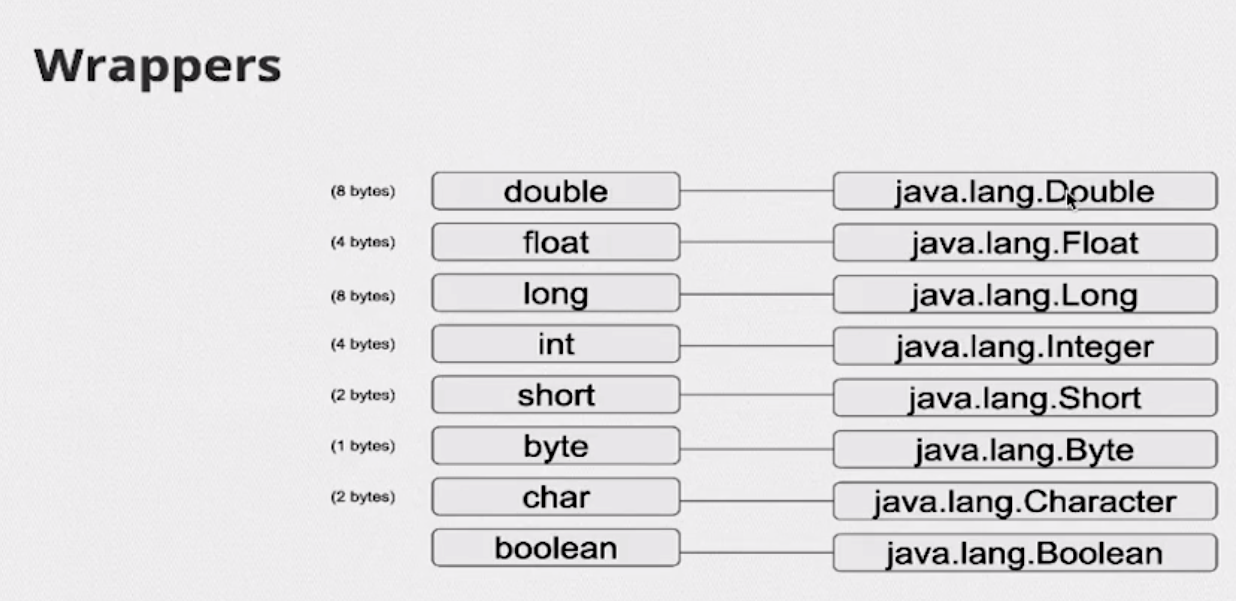 Wrappers
(8 bytes) double java.lang.Double
(4 bytes) float java.lang.Float
(8 bytes) long java.lang.Long
(4 bytes) int java.lang.Integer
(2 bytes) short java.lang.Short
(1 bytes) byte java.lang.Byte
(2 bytes) char java.lang.Character
boolean java.lang.Boolean